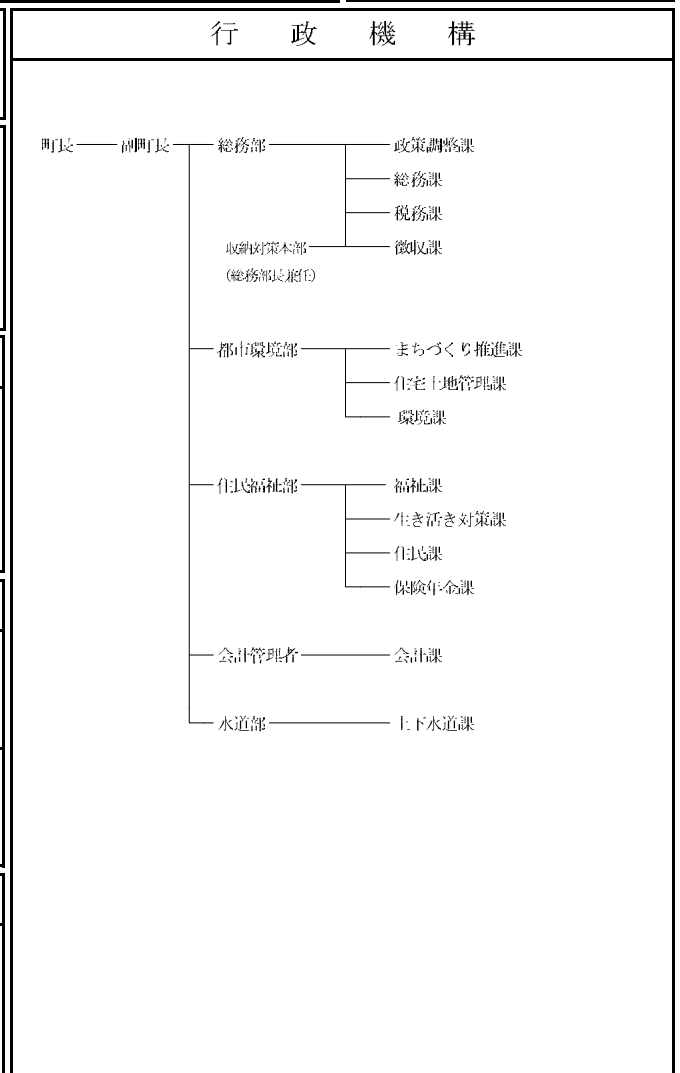 行政機構
町長 副町長 総務部 政策調整課
総務課
税務課
収納対策本部 徴収課
(総務部長兼任)
都市環境部 まちづくり推進課
住宅土地管理課
環境課
住民福祉部 福祉課
生き活き対策課
住民課
保険年金課
会計管理者 会計課
水道部 上下水道課